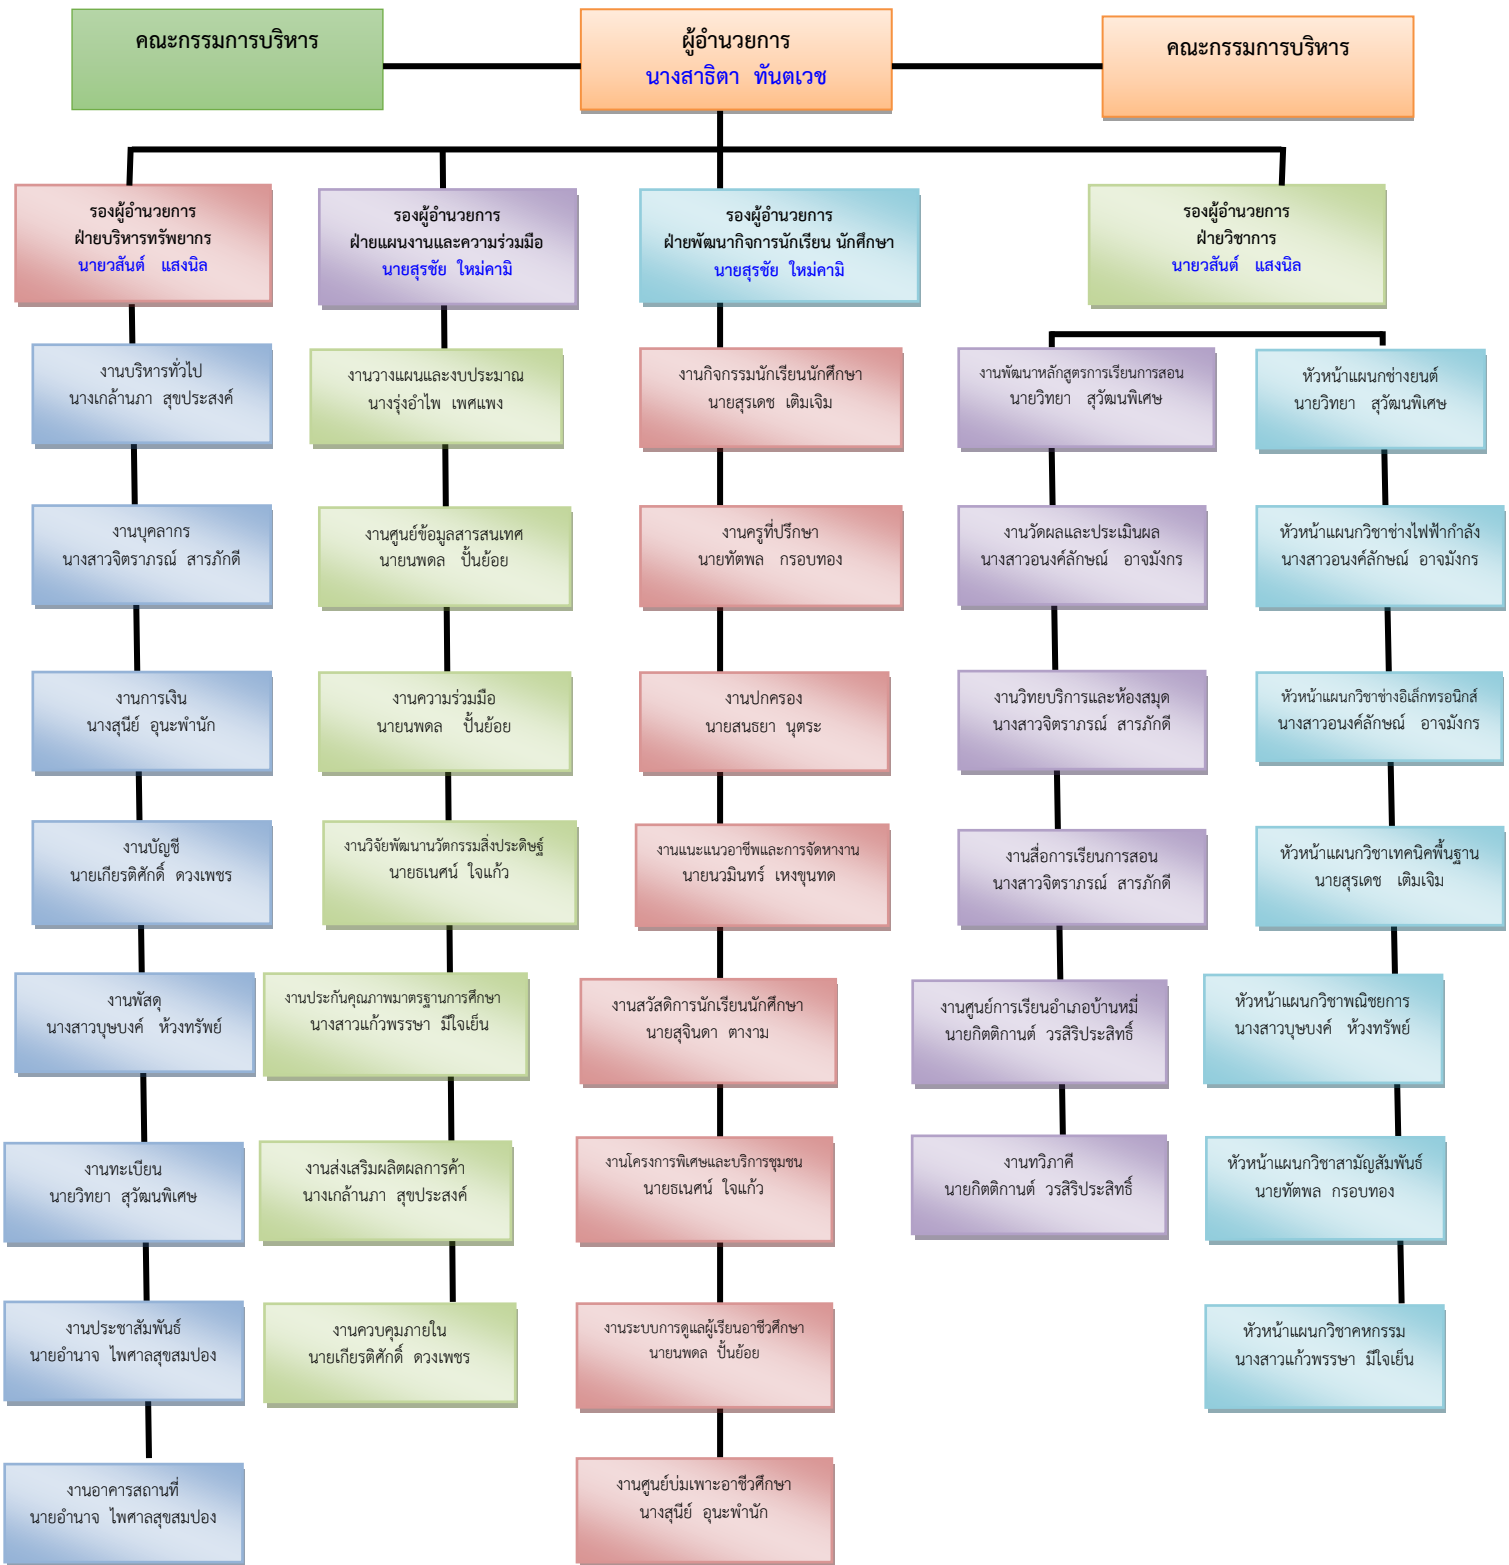 คณะกรรมการบริหาร
ผู้อำนวยการ
นางสาธิตา ทันตเวช
คณะกรรมการบริหาร
รองผู้อำนวยการ
ฝ่ายบริหารทรัพยากร
นายวสันต์ แสงนิล
รองผู้อำนวยการ
ฝ่ายแผนงานและความร่วมมือ
นายสุรชัย ใหม่คามิ
รองผู้อำนวยการ
ฝ่ายพัฒนากิจการนักเรียน นักศึกษา
นายสุรชัย ใหม่คามิ
รองผู้อำนวยการ
ฝ่ายวิชาการ
นายวสันต์ แสงนิล
งานบริหารทั่วไป
นางเกล้านภา สุขประสงค์
งานบุคลากร
นางสาวจิตราภรณ์ สารภักดี
งานการเงิน
นางสุนีย์ อุนะพำนัก
งานบัญชี
นายเกียรติศักดิ์ ดวงเพชร
งานพัสดุ
นางสาวบุษบงค์ ห้วงทรัพย์
งานทะเบียน
นายวิทยา สุวัฒนพิเศษ
งานประชาสัมพันธ์
นายอำนาจ ไพศาลสุขสมปอง
งานอาคารสถานที่
นายอำนาจ ไพศาลสุขสมปอง
งานวางแผนและงบประมาณ
นางรุ่งอำไพ เพศแพง
งานศูนย์ข้อมูลสารสนเทศ
นายนพดล ปั้นย้อย
งานความร่วมมือ
นายนพดล ปั้นย้อย
งานวิจัยพัฒนานวัตกรรมสิ่งประดิษฐ์
นายธเนศน์ ใจแก้ว
งานประกันคุณภาพมาตรฐานการศึกษา
นางสาวแก้วพรรษา มีใจเย็น
งานส่งเสริมผลิตผลการค้า
นางเกล้านภา สุขประสงค์
งานควบคุมภายใน
นายเกียรติศักดิ์ ดวงเพชร
งานกิจกรรมนักเรียนนักศึกษา
นายสุรเดช เติมเจิม
งานครูที่ปรึกษา
นายทัตพล กรอบทอง
งานปกครอง
นายสนธยา นุตระ
งานแนะแนวอาชีพและการจัดหางาน
นายนวมินทร์ เหงขุนทด
งานสวัสดิการนักเรียนนักศึกษา
นายสุจินดา ตางาม
งานโครงการพิเศษและบริการชุมชน
นายธเนศน์ ใจแก้ว
งานระบบการดูแลผู้เรียนอาชีวศึกษา
นายนพดล ปั้นย้อย
งานศูนย์บ่มเพาะอาชีวศึกษา
นางสุนีย์ อุนะพำนัก
งานพัฒนาหลักสูตรการเรียนการสอน
นายวิทยา สุวัฒนพิเศษ
งานวัดผลและประเมินผล
นางสาวอนงค์ลักษณ์ อาจมังกร
งานวิทยบริการและห้องสมุด
นางสาวจิตราภรณ์ สารภักดี
งานสื่อการเรียนการสอน
นางสาวจิตราภรณ์ สารภักดี
งานศูนย์การเรียนอำเภอบ้านหมี่
นายกิตติกานต์ วรสิริประสิทธิ์
งานทวิภาคี
นายกิตติกานต์ วรสิริประสิทธิ์
หัวหน้าแผนกช่างยนต์
นายวิทยา สุวัฒนพิเศษ
หัวหน้าแผนกวิชาช่างไฟฟ้ากำลัง
นางสาวอนงค์ลักษณ์ อาจมังกร
หัวหน้าแผนกวิชาช่างอิเล็กทรอนิกส์
นางสาวอนงค์ลักษณ์ อาจมังกร
หัวหน้าแผนกวิชาเทคนิคพื้นฐาน
นายสุรเดช เติมเจิม
หัวหน้าแผนกวิชาพณิชยการ
นางสาวบุษบงค์ ห้วงทรัพย์
หัวหน้าแผนกวิชาสามัญสัมพันธ์
นายทัตพล กรอบทอง
หัวหน้าแผนกวิชาคหกรรม
นางสาวแก้วพรรษา มีใจเย็น